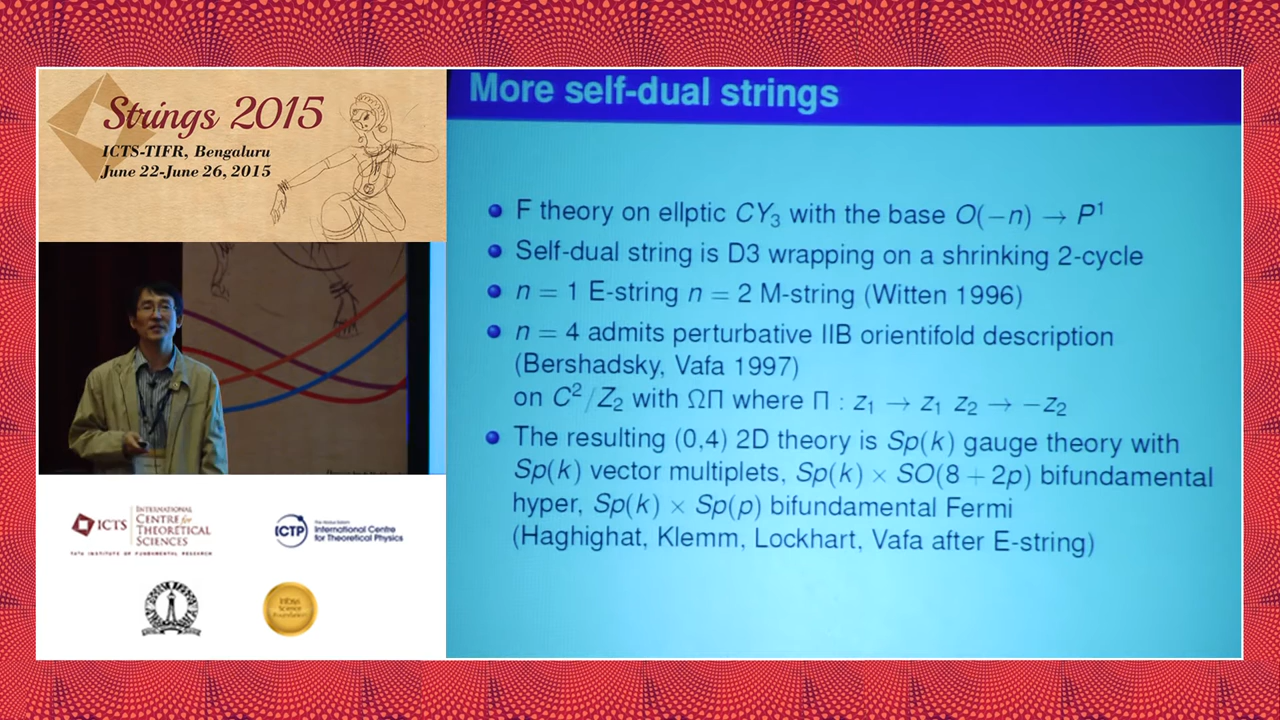 Strings 2015
ICTS-TIFR, Bengaluru
June 22-June 26, 2015
ICTS
INTERNATIONAL
CENTRE for
THEORETICAL
SCIENCES
TATA INSTITUTE OF FUNDAMENTAL RESEARCH
ICTP
The Abdus Salam
International Centre
for Theoretical Physics
Infosys
Science
Foundation
More self-dual strings
F theory on ellptic CY₃ with the base O(−n) → P¹
Self-dual string is D3 wrapping on a shrinking 2-cycle
n = 1 E-string n = 2 M-string (Witten 1996)
n = 4 admits perturbative IIB orientifold description
(Bershadsky, Vafa 1997)
on C²/Z₂ with ΩΠ where Π : z₁ → z₁ z₂ → −z₂
The resulting (0,4) 2D theory is Sp(k) gauge theory with
Sp(k) vector multiplets, Sp(k) × SO(8 + 2p) bifundamental
hyper, Sp(k) × Sp(p) bifundamental Fermi
(Haghighat, Klemm, Lockhart, Vafa after E-string)